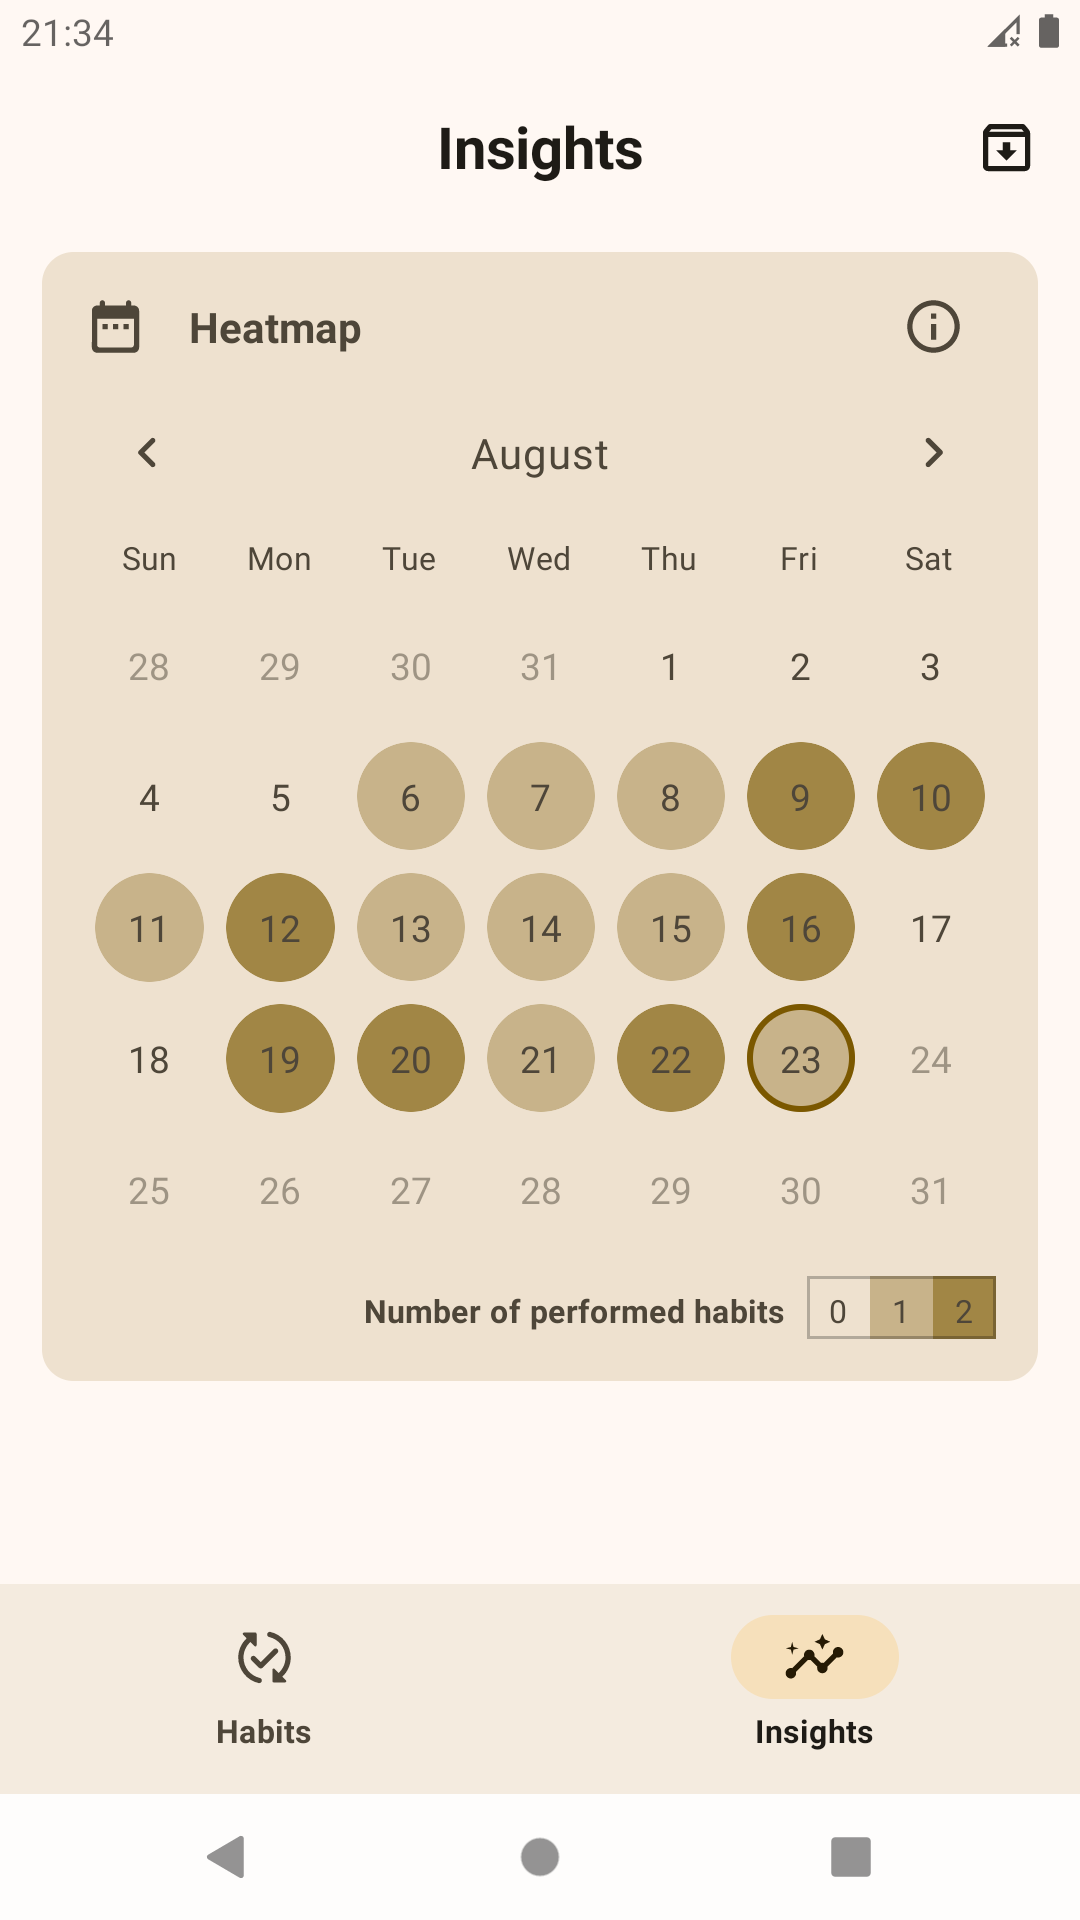 21:34
Insights
Heatmap
August
Sun Mon Tue Wed Thu Fri Sat
28 29 30 31 1 2 3
4 5 6 7 8 9 10
11 12 13 14 15 16 17
18 19 20 21 22 23 24
25 26 27 28 29 30 31
Number of performed habits 0 1 2
Habits Insights